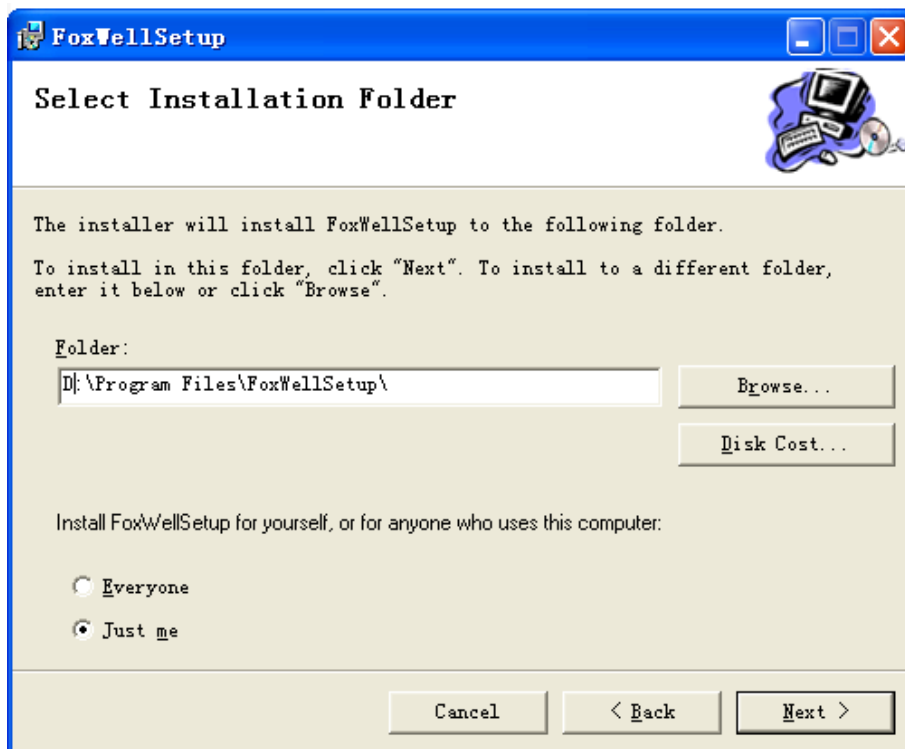 FoxWellSetup
Select Installation Folder
The installer will install FoxWellSetup to the following folder.
To install in this folder, click "Next". To install to a different folder,
enter it below or click "Browse".
Folder:
D:\Program Files\FoxWellSetup\
Browse...
Disk Cost...
Install FoxWellSetup for yourself, or for anyone who uses this computer:
Everyone
Just me
Cancel
< Back
Next >